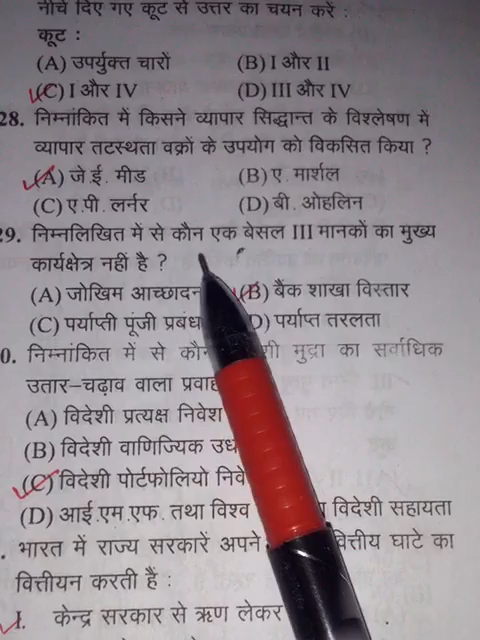 नीचे दिए गए कूट से उत्तर का चयन करें :
कूट :
(A) उपर्युक्त चारों (B) I और II
(C) I और IV (D) III और IV
28. निम्नांकित में किसने व्यापार सिद्धान्त के विश्लेषण में
व्यापार तटस्थता वक्रों के उपयोग को विकसित किया ?
(A) जे.ई. मीड (B) ए. मार्शल
(C) ए.पी. लर्नर (D) बी. ओहलिन
29. निम्नलिखित में से कौन एक बेसल III मानकों का मुख्य
कार्यक्षेत्र नहीं है ?
(A) जोखिम आच्छादन (B) बैंक शाखा विस्तार
(C) पर्याप्ती पूंजी प्रबंध D) पर्याप्त तरलता
0. निम्नांकित में से कौन मुद्रा का सर्वाधिक
उतार-चढ़ाव वाला प्रवाह
(A) विदेशी प्रत्यक्ष निवेश
(B) विदेशी वाणिज्यिक
(C) विदेशी पोर्टफोलियो
(D) आई.एम.एफ. तथा विश्व विदेशी सहायता
. भारत में राज्य सरकारें अपने घाटे का
वित्तीयन करती हैं :
I. केन्द्र सरकार से ऋण लेकर